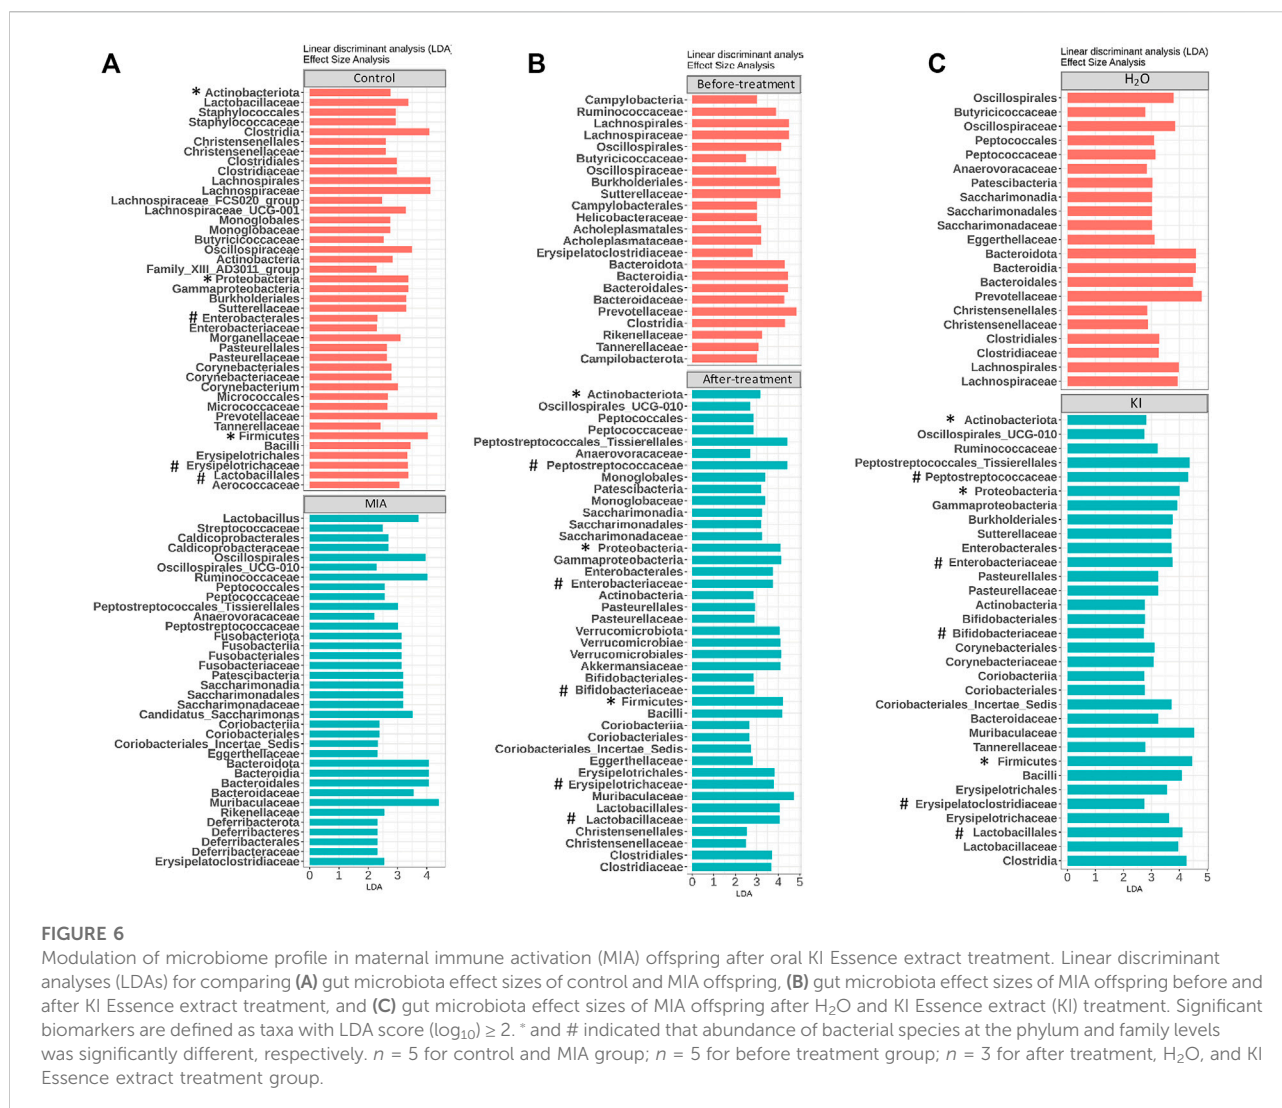 A
Linear discriminant analysis (LDA)
Effect Size Analysis
Control
* Actinobacteriota
Lactobacillaceae
Staphylococcales
Staphylococcaceae
Clostridia
Christensenellales
Christensenellaceae
Clostridiales
Clostridiaceae
Lachnospirales
Lachnospiraceae
Lachnospiraceae_FCS020_group
Lachnospiraceae_UCG-001
Monoglobales
Monoglobaceae
Butyricicoccaceae
Oscillospiraceae
Actinobacteria
Family_XIII_AD3011_group
* Proteobacteria
Gammaproteobacteria
Burkholderiales
Sutterellaceae
# Enterobacterales
Enterobacteriaceae
Morganellaceae
Pasteurellales
Pasteurellaceae
Corynebacteriales
Corynebacteriaceae
Corynebacterium
Micrococcales
Micrococcaceae
Prevotellaceae
Tannerellaceae
* Firmicutes
Bacilli
Erysipelotrichales
# Erysipelotrichaceae
# Lactobacillales
Aerococcaceae
MIA
Lactobacillus
Streptococcaceae
Caldicoprobacterales
Caldicoprobacteraceae
Oscillospirales
Oscillospirales_UCG-010
Ruminococcaceae
Peptococcales
Peptococcaceae
Peptostreptococcales_Tissierellales
Anaerovoracaceae
Peptostreptococcaceae
Fusobacteriota
Fusobacteriia
Fusobacteriales
Fusobacteriaceae
Patescibacteria
Saccharimonadia
Saccharimonadales
Saccharimonadaceae
Candidatus_Saccharimonas
Coriobacteriia
Coriobacteriales
Coriobacteriales_Incertae_Sedis
Eggerthellaceae
Bacteroidota
Bacteroidia
Bacteroidales
Bacteroidaceae
Muribaculaceae
Rikenellaceae
Deferribacterota
Deferribacteres
Deferribacterales
Deferribacteraceae
Erysipelatoclostridiaceae
0 1 2 3 4
LDA
B
Linear discriminant analys
Effect Size Analysis
Before-treatment
Campylobacteria
Ruminococcaceae
Lachnospirales
Lachnospiraceae
Oscillospirales
Butyricicoccaceae
Oscillospiraceae
Burkholderiales
Sutterellaceae
Campylobacterales
Helicobacteraceae
Acholeplasmatales
Acholeplasmataceae
Erysipelatoclostridiaceae
Bacteroidota
Bacteroidia
Bacteroidales
Bacteroidaceae
Prevotellaceae
Clostridia
Rikenellaceae
Tannerellaceae
Campilobacterota
After-treatment
* Actinobacteriota
Oscillospirales_UCG-010
Peptococcales
Peptococcaceae
Peptostreptococcales_Tissierellales
Anaerovoracaceae
# Peptostreptococcaceae
Monoglobales
Patescibacteria
Monoglobaceae
Saccharimonadia
Saccharimonadales
Saccharimonadaceae
* Proteobacteria
Gammaproteobacteria
Enterobacterales
# Enterobacteriaceae
Actinobacteria
Pasteurellales
Pasteurellaceae
Verrucomicrobiota
Verrucomicrobiae
Verrucomicrobiales
Akkermansiaceae
Bifidobacteriales
# Bifidobacteriaceae
* Firmicutes
Bacilli
Coriobacteriia
Coriobacteriales
Coriobacteriales_Incertae_Sedis
Eggerthellaceae
Erysipelotrichales
# Erysipelotrichaceae
Muribaculaceae
Lactobacillales
# Lactobacillaceae
Christensenellales
Christensenellaceae
Clostridiales
Clostridiaceae
0 1 2 3 4 5
LDA
C
Linear discriminant analysis (LDA)
Effect Size Analysis
H2O
Oscillospirales
Butyricicoccaceae
Oscillospiraceae
Peptococcales
Peptococcaceae
Anaerovoracaceae
Patescibacteria
Saccharimonadia
Saccharimonadales
Saccharimonadaceae
Eggerthellaceae
Bacteroidota
Bacteroidia
Bacteroidales
Prevotellaceae
Christensenellales
Christensenellaceae
Clostridiales
Clostridiaceae
Lachnospirales
Lachnospiraceae
KI
* Actinobacteriota
Oscillospirales_UCG-010
Ruminococcaceae
Peptostreptococcales_Tissierellales
# Peptostreptococcaceae
* Proteobacteria
Gammaproteobacteria
Burkholderiales
Sutterellaceae
Enterobacterales
# Enterobacteriaceae
Pasteurellales
Pasteurellaceae
Actinobacteria
Bifidobacteriales
# Bifidobacteriaceae
Corynebacteriales
Corynebacteriaceae
Coriobacteriia
Coriobacteriales
Coriobacteriales_Incertae_Sedis
Bacteroidaceae
Muribaculaceae
Tannerellaceae
* Firmicutes
Bacilli
Erysipelotrichales
# Erysipelatoclostridiaceae
Erysipelotrichaceae
# Lactobacillales
Lactobacillaceae
Clostridia
0 1 2 3 4 5
LDA
FIGURE 6
Modulation of microbiome profile in maternal immune activation (MIA) offspring after oral KI Essence extract treatment. Linear discriminant
analyses (LDAs) for comparing (A) gut microbiota effect sizes of control and MIA offspring, (B) gut microbiota effect sizes of MIA offspring before and
after KI Essence extract treatment, and (C) gut microbiota effect sizes of MIA offspring after H2O and KI Essence extract (KI) treatment. Significant
biomarkers are defined as taxa with LDA score (log10) ≥ 2. * and # indicated that abundance of bacterial species at the phylum and family levels
was significantly different, respectively. n = 5 for control and MIA group; n = 5 for before treatment group; n = 3 for after treatment, H2O, and KI
Essence extract treatment group.